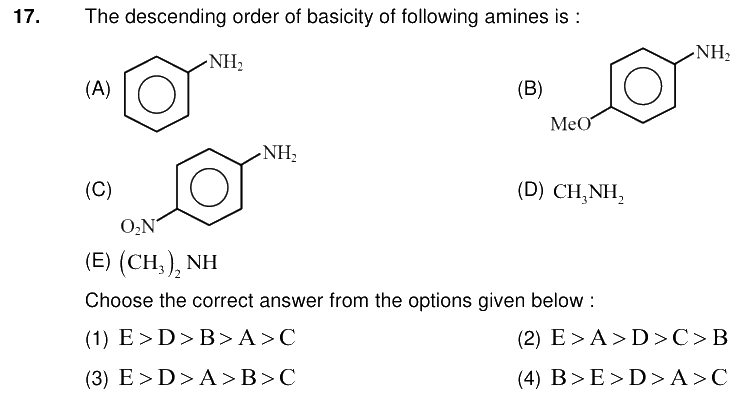 17. The descending order of basicity of following amines is :
(A) NH₂
(B) NH₂
MeO
(C) NH₂
O₂N
(D) CH₃NH₂
(E) (CH₃)₂ NH
Choose the correct answer from the options given below :
(1) E > D > B > A > C (2) E > A > D > C > B
(3) E > D > A > B > C (4) B > E > D > A > C